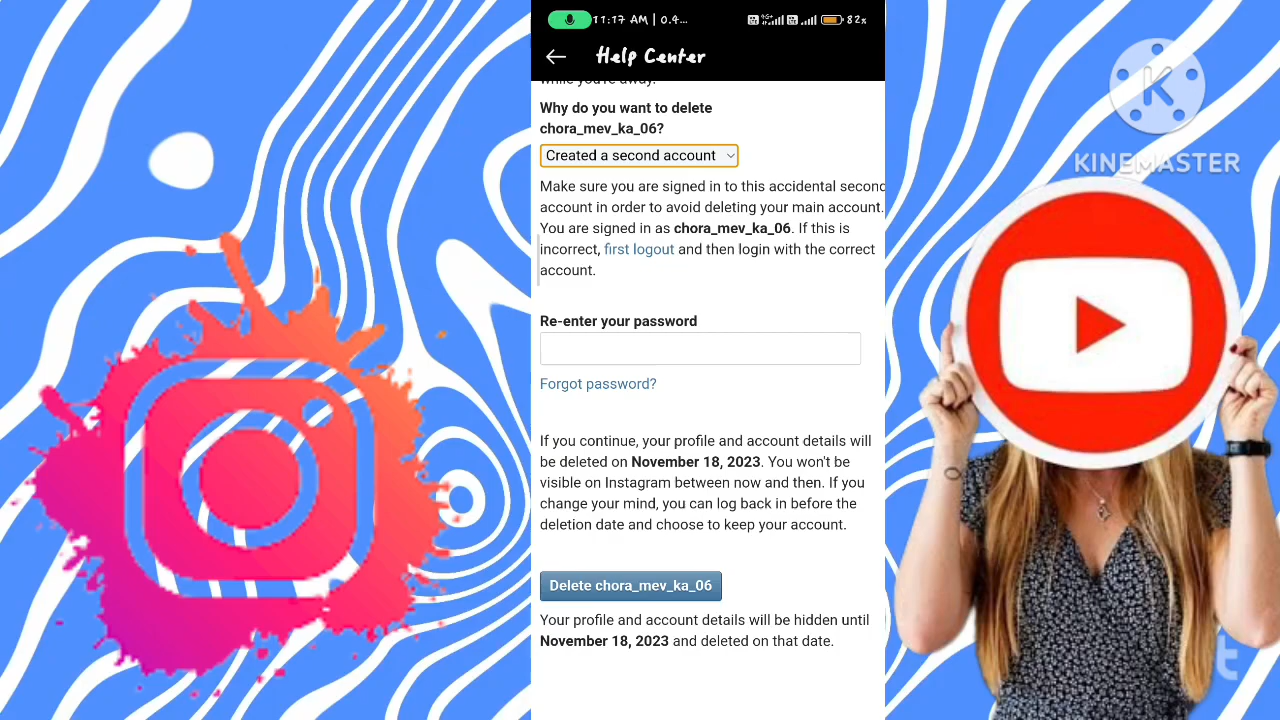 11:17 AM | 0.4...
82%
Help Center
while you're away.
Why do you want to delete
chora_mev_ka_06?
Created a second account
Make sure you are signed in to this accidental second
account in order to avoid deleting your main account.
You are signed in as chora_mev_ka_06. If this is
incorrect, first logout and then login with the correct
account.
Re-enter your password
Forgot password?
If you continue, your profile and account details will
be deleted on November 18, 2023. You won't be
visible on Instagram between now and then. If you
change your mind, you can log back in before the
deletion date and choose to keep your account.
Delete chora_mev_ka_06
Your profile and account details will be hidden until
November 18, 2023 and deleted on that date.
K
KINEMASTER
t